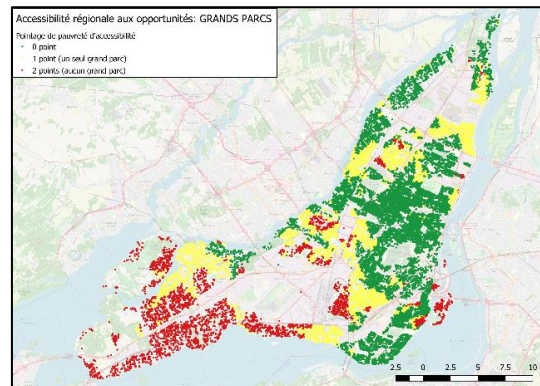 Accessibilité régionale aux opportunités: GRANDS PARCS
Pointage de pauvreté d'accessibilité
0 point
1 point (un seul grand parc)
2 points (aucun grand parc)
2.5 0 2.5 5 7.5 10